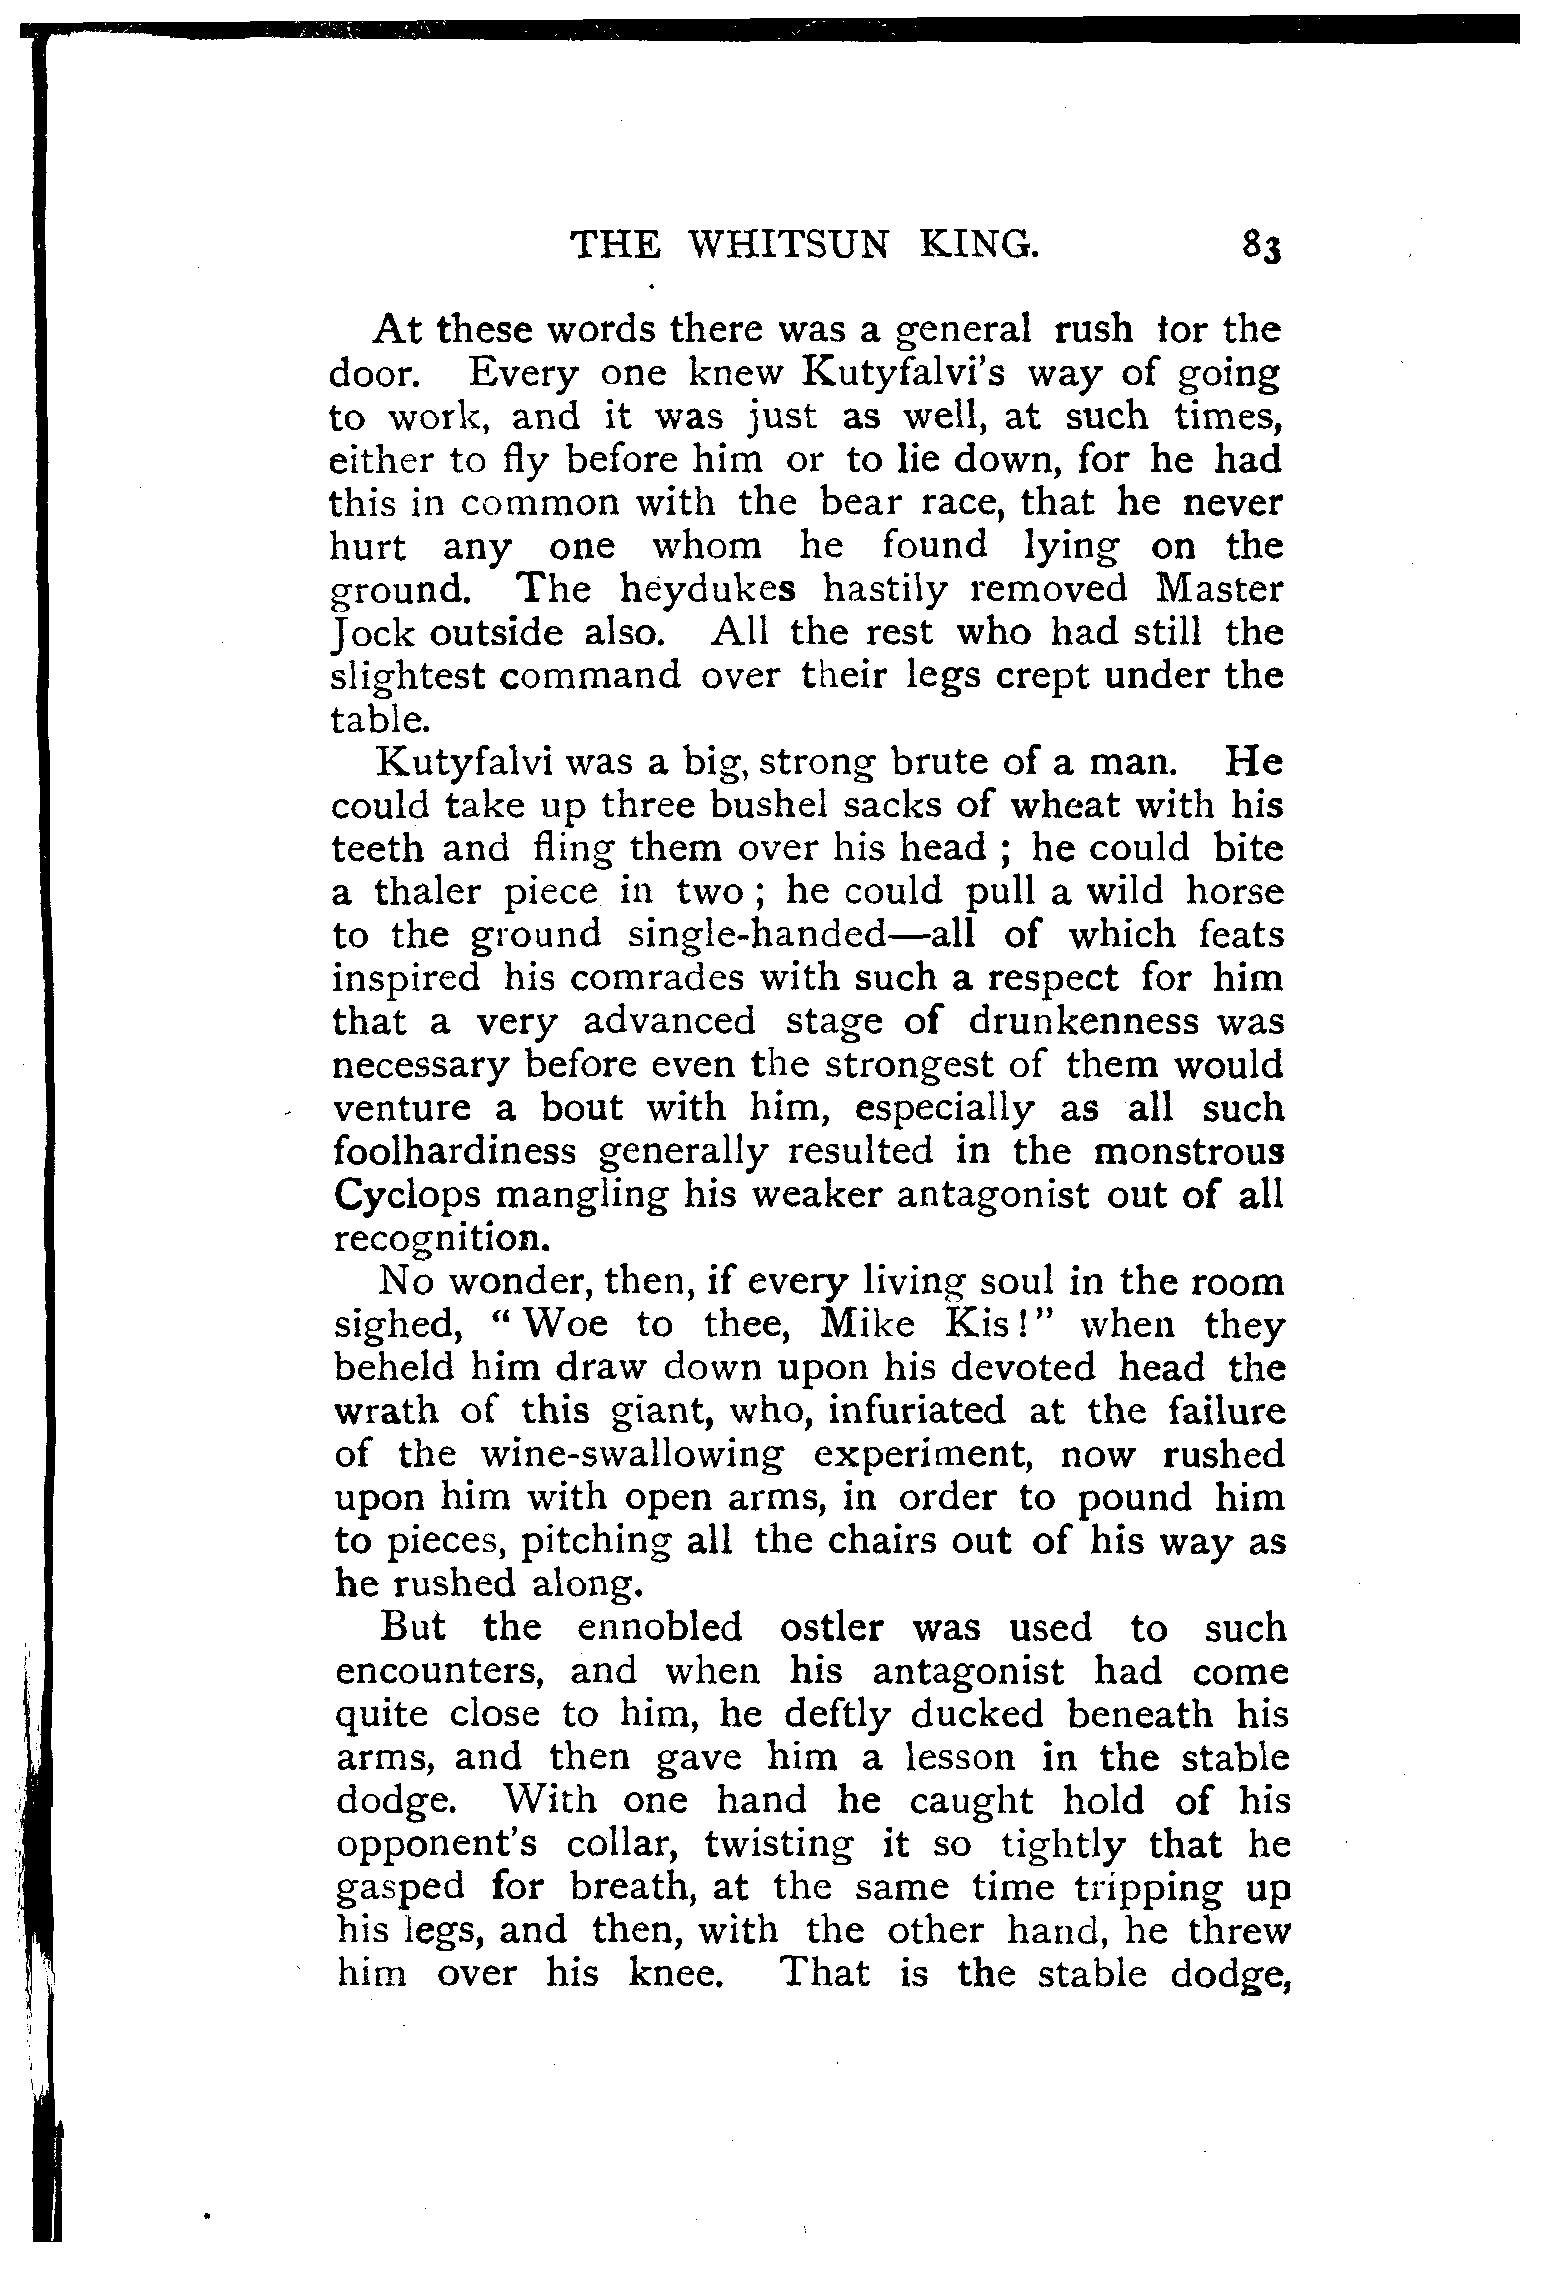 THE WHITSUN KING. 83
At these words there was a general rush for the
door. Every one knew Kutyfalvi's way of going
to work, and it was just as well, at such times,
either to fly before him or to lie down, for he had
this in common with the bear race, that he never
hurt any one whom he found lying on the
ground. The heydukes hastily removed Master
Jock outside also. All the rest who had still the
slightest command over their legs crept under the
table.
Kutyfalvi was a big, strong brute of a man. He
could take up three bushel sacks of wheat with his
teeth and fling them over his head ; he could bite
a thaler piece in two ; he could pull a wild horse
to the ground single-handed—all of which feats
inspired his comrades with such a respect for him
that a very advanced stage of drunkenness was
necessary before even the strongest of them would
venture a bout with him, especially as all such
foolhardiness generally resulted in the monstrous
Cyclops mangling his weaker antagonist out of all
recognition.
No wonder, then, if every living soul in the room
sighed, " Woe to thee, Mike Kis!" when they
beheld him draw down upon his devoted head the
wrath of this giant, who, infuriated at the failure
of the wine-swallowing experiment, now rushed
upon him with open arms, in order to pound him
to pieces, pitching all the chairs out of his way as
he rushed along.
But the ennobled ostler was used to such
encounters, and when his antagonist had come
quite close to him, he deftly ducked beneath his
arms, and then gave him a lesson in the stable
dodge. With one hand he caught hold of his
opponent's collar, twisting it so tightly that he
gasped for breath, at the same time tripping up
his legs, and then, with the other hand, he threw
him over his knee. That is the stable dodge,